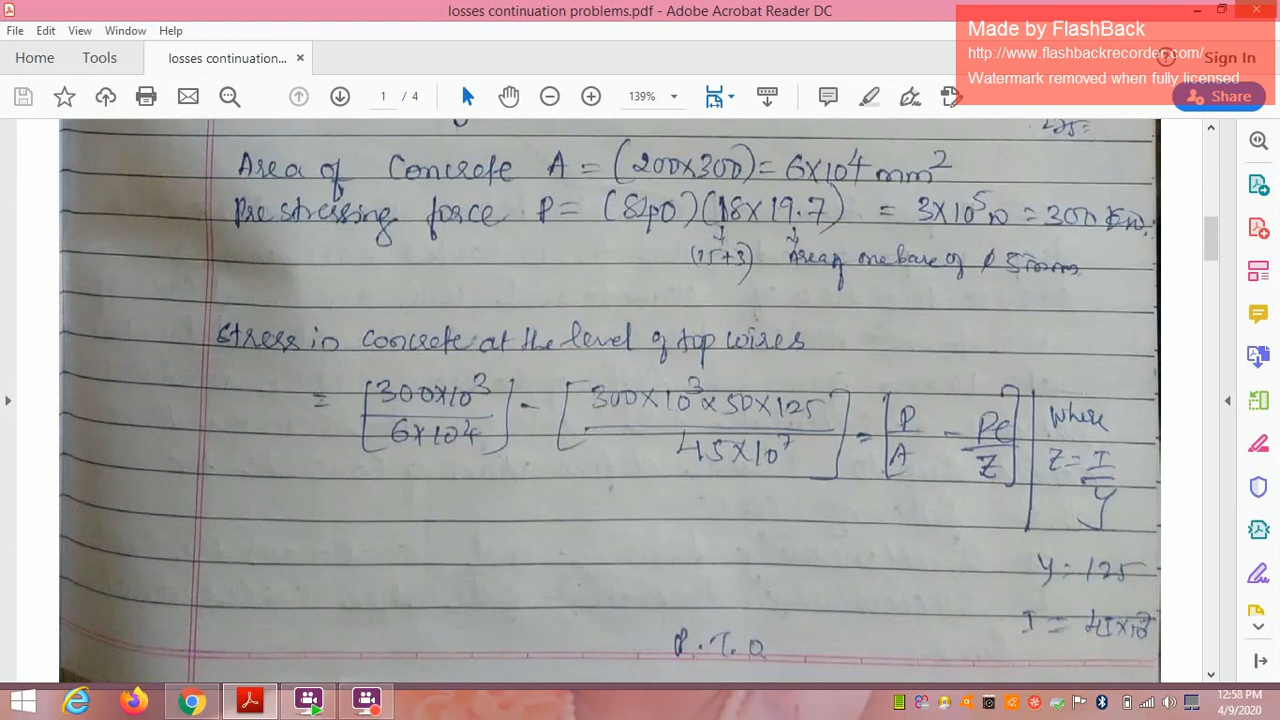 losses continuation problems.pdf - Adobe Acrobat Reader DC
Made by FlashBack
http://www.flashbackrecorder.com/
Watermark removed when fully licensed
File Edit View Window Help
Home Tools losses continuation... × Sign In
1 / 4 139% Share
Area of Concrete A = (200×300) = 6×10⁴ mm²
Prestressing force P = (840) (18×19.7) = 3×10⁵ N = 300 KN.
(15+3) Area of one bar of ϕ 5mm
Stress in concrete at the level of top wires
= [300×10³ / 6×10⁴] - [300×10³×50×125 / 45×10⁷] = [P/A - Pe/Z] where Z = I/y
y = 125
I = 45×10⁷
P.T.O
12:58 PM
4/9/2020